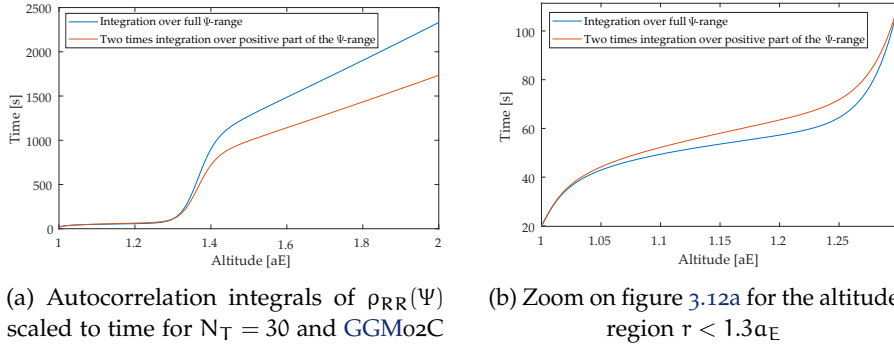 2500
2000
1500
1000
500
0
Time [s]
Integration over full Ψ-range
Two times integration over positive part of the Ψ-range
1
1.2
1.4
1.6
1.8
2
Altitude [aE]
100
80
60
40
20
Time [s]
Integration over full Ψ-range
Two times integration over positive part of the Ψ-range
1
1.05
1.1
1.15
1.2
1.25
Altitude [aE]
(a) Autocorrelation integrals of ρRR(Ψ)
scaled to time for NT = 30 and GGM02C
(b) Zoom on figure 3.12a for the altitude
region r < 1.3aE